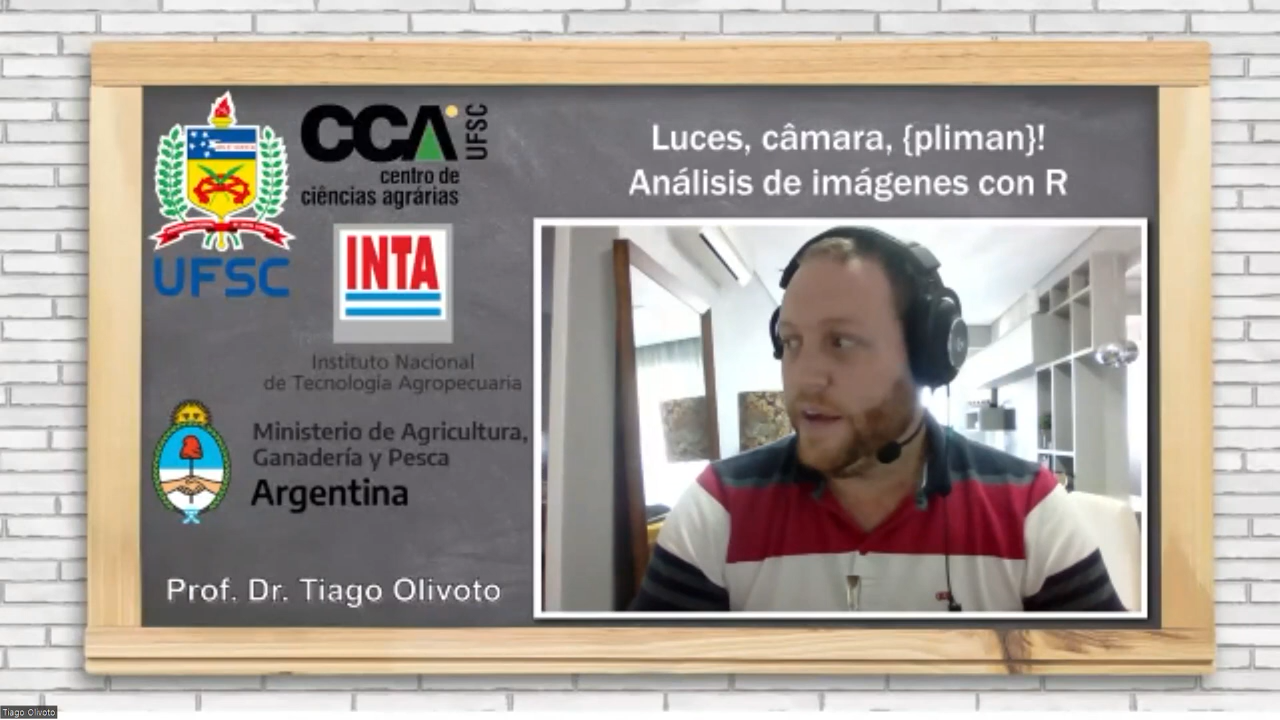 CCA UFSC
centro de
ciências agrárias
UFSC
INTA
Instituto Nacional
de Tecnología Agropecuaria
Ministerio de Agricultura,
Ganadería y Pesca
Argentina
Prof. Dr. Tiago Olivoto
Luces, câmara, {pliman}!
Análisis de imágenes con R
Tiago Olivoto